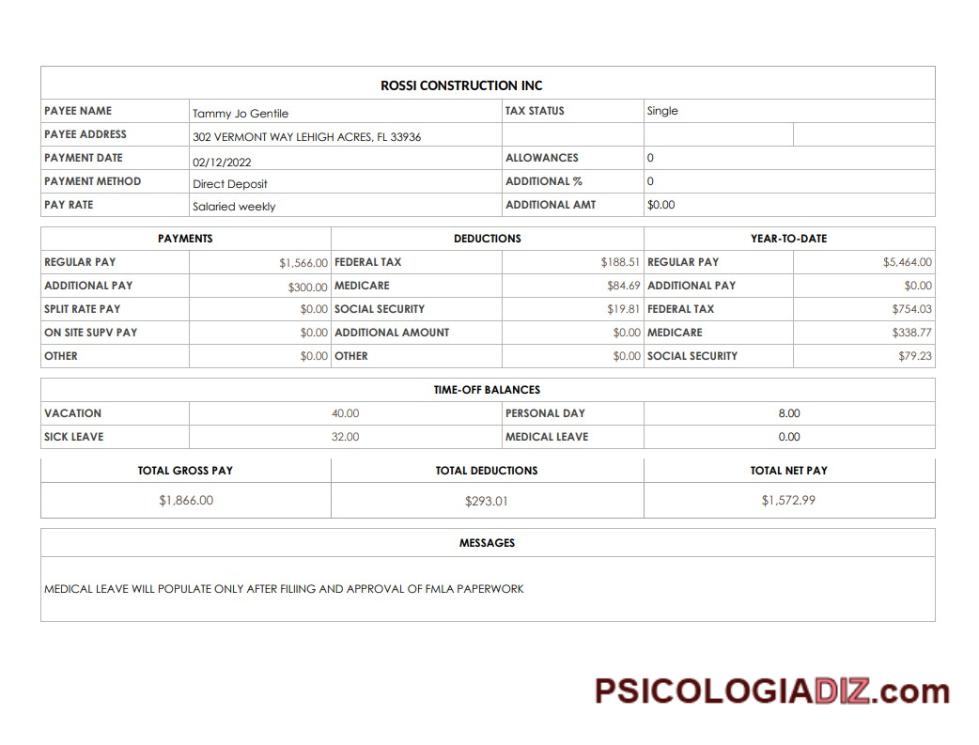 ROSSI CONSTRUCTION INC
PAYEE NAME Tammy Jo Gentile TAX STATUS Single
PAYEE ADDRESS 302 VERMONT WAY LEHIGH ACRES, FL 33936
PAYMENT DATE 02/12/2022 ALLOWANCES 0
PAYMENT METHOD Direct Deposit ADDITIONAL % 0
PAY RATE Salaried weekly ADDITIONAL AMT $0.00
PAYMENTS DEDUCTIONS YEAR-TO-DATE
REGULAR PAY $1,566.00 FEDERAL TAX $188.51 REGULAR PAY $5,464.00
ADDITIONAL PAY $300.00 MEDICARE $84.69 ADDITIONAL PAY $0.00
SPLIT RATE PAY $0.00 SOCIAL SECURITY $19.81 FEDERAL TAX $754.03
ON SITE SUPV PAY $0.00 ADDITIONAL AMOUNT $0.00 MEDICARE $338.77
OTHER $0.00 OTHER $0.00 SOCIAL SECURITY $79.23
TIME-OFF BALANCES
VACATION 40.00 PERSONAL DAY 8.00
SICK LEAVE 32.00 MEDICAL LEAVE 0.00
TOTAL GROSS PAY TOTAL DEDUCTIONS TOTAL NET PAY
$1,866.00 $293.01 $1,572.99
MESSAGES
MEDICAL LEAVE WILL POPULATE ONLY AFTER FILIING AND APPROVAL OF FMLA PAPERWORK
PSICOLOGIADIZ.com